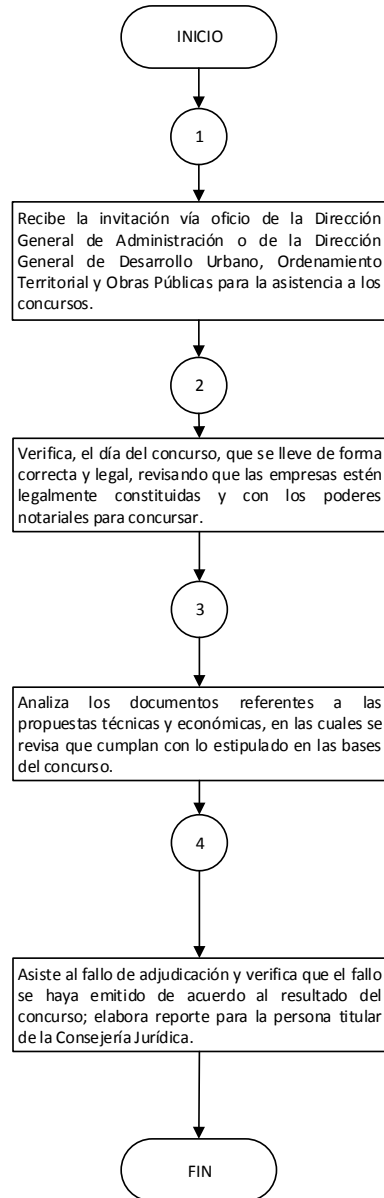 INICIO
1
Recibe la invitación vía oficio de la Dirección
General de Administración o de la Dirección
General de Desarrollo Urbano, Ordenamiento
Territorial y Obras Públicas para la asistencia a los
concursos.
2
Verifica, el día del concurso, que se lleve de forma
correcta y legal, revisando que las empresas estén
legalmente constituidas y con los poderes
notariales para concursar.
3
Analiza los documentos referentes a las
propuestas técnicas y económicas, en las cuales se
revisa que cumplan con lo estipulado en las bases
del concurso.
4
Asiste al fallo de adjudicación y verifica que el fallo
se haya emitido de acuerdo al resultado del
concurso; elabora reporte para la persona titular
de la Consejería Jurídica.
FIN